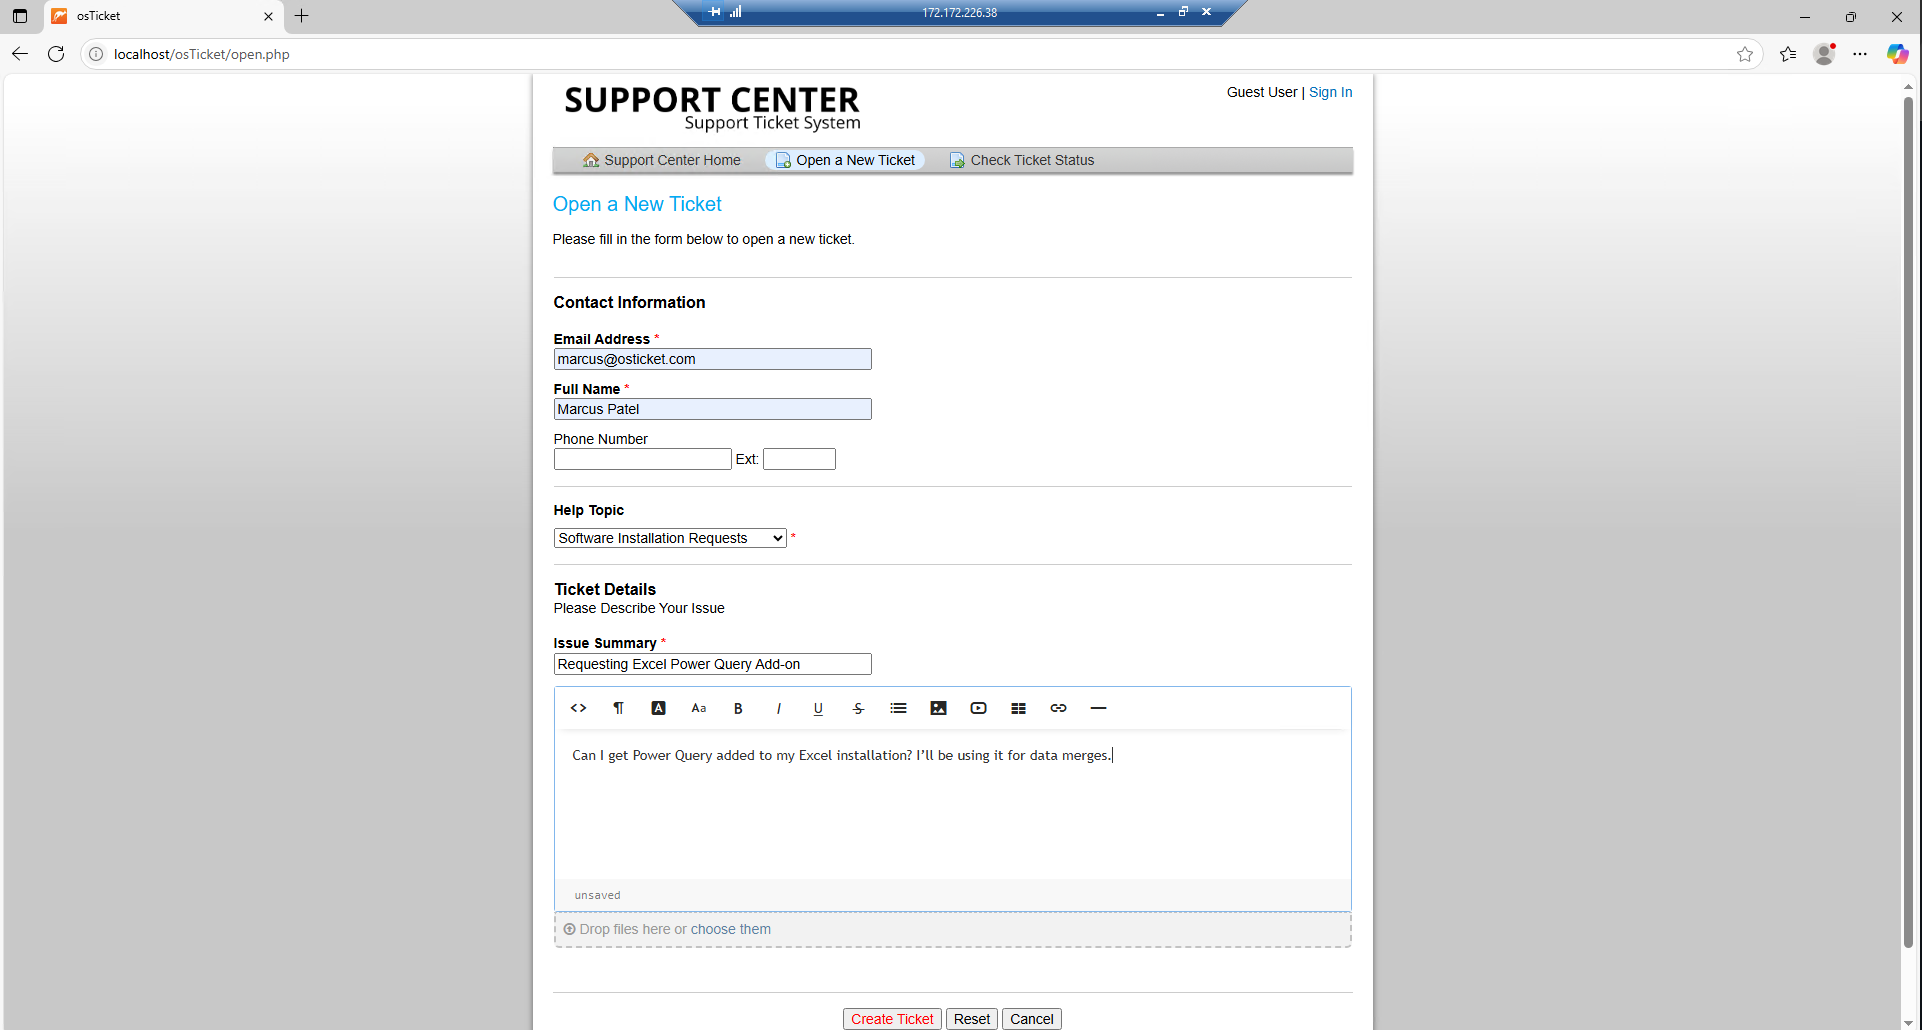 osTicket
172.172.226.38
localhost/osTicket/open.php
SUPPORT CENTER
Support Ticket System
Guest User | Sign In
Support Center Home
Open a New Ticket
Check Ticket Status
Open a New Ticket
Please fill in the form below to open a new ticket.
Contact Information
Email Address *
marcus@osticket.com
Full Name *
Marcus Patel
Phone Number
Ext:
Help Topic
Software Installation Requests *
Ticket Details
Please Describe Your Issue
Issue Summary *
Requesting Excel Power Query Add-on
<> ¶ A Aa B I U S
Can I get Power Query added to my Excel installation? I’ll be using it for data merges.
unsaved
Drop files here or choose them
Create Ticket Reset Cancel